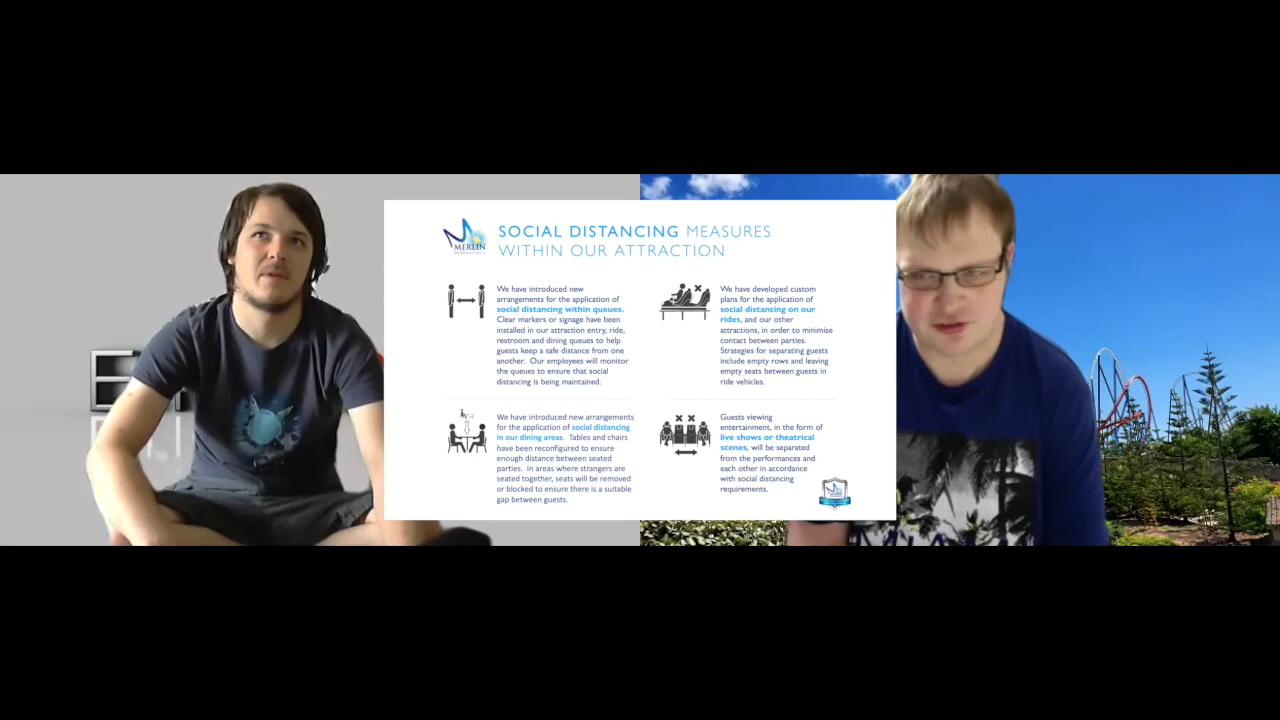 MERLIN
SOCIAL DISTANCING MEASURES
WITHIN OUR ATTRACTION
We have introduced new
arrangements for the application of
social distancing within queues.
Clear markers or signage have been
installed in our attraction entry, ride,
restroom and dining queues to help
guests keep a safe distance from one
another. Our employees will monitor
the queues to ensure that social
distancing is being maintained.
We have developed custom
plans for the application of
social distancing on our
rides, and our other
attractions, in order to minimise
contact between parties.
Strategies for separating guests
include empty rows and leaving
empty seats between guests in
ride vehicles.
We have introduced new arrangements
for the application of social distancing
in our dining areas. Tables and chairs
have been reconfigured to ensure
enough distance between seated
parties. In areas where strangers are
seated together, seats will be removed
or blocked to ensure there is a suitable
gap between guests.
Guests viewing
entertainment, in the form of
live shows or theatrical
scenes, will be separated
from the performances and
each other in accordance
with social distancing
requirements.